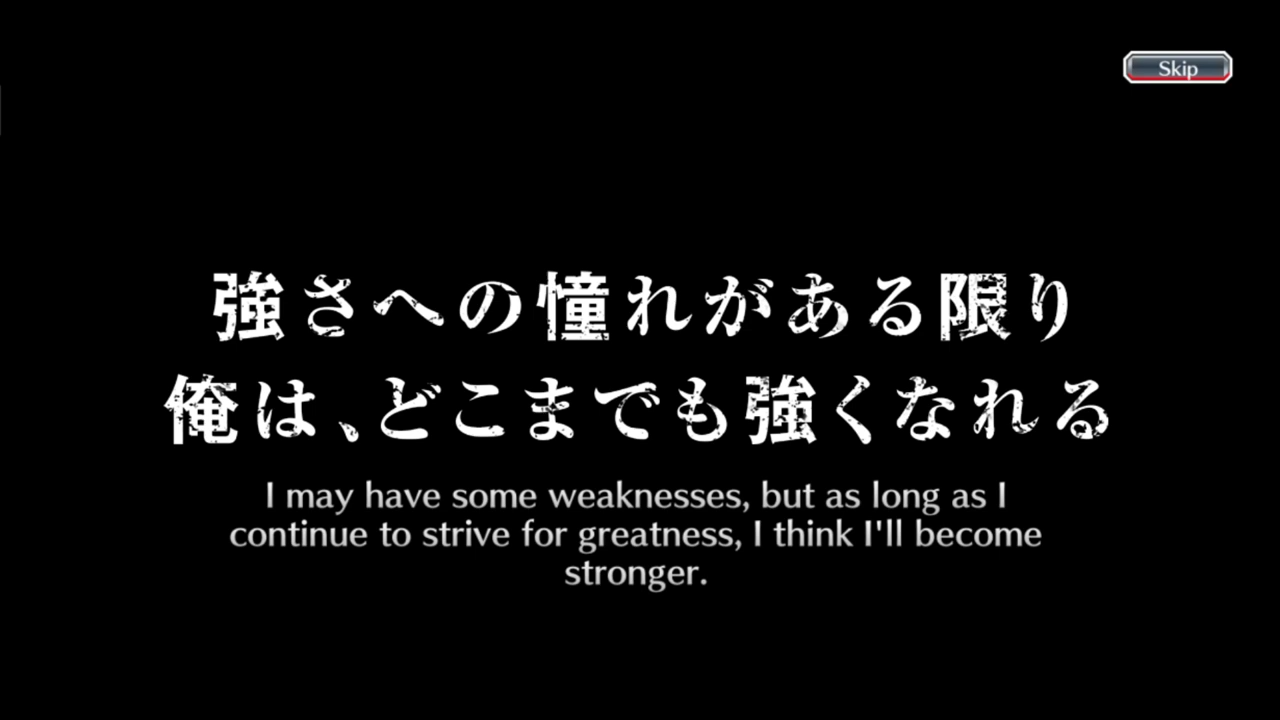 Skip
強さへの憧れがある限り
俺は、どこまでも強くなれる
I may have some weaknesses, but as long as I
continue to strive for greatness, I think I'll become
stronger.